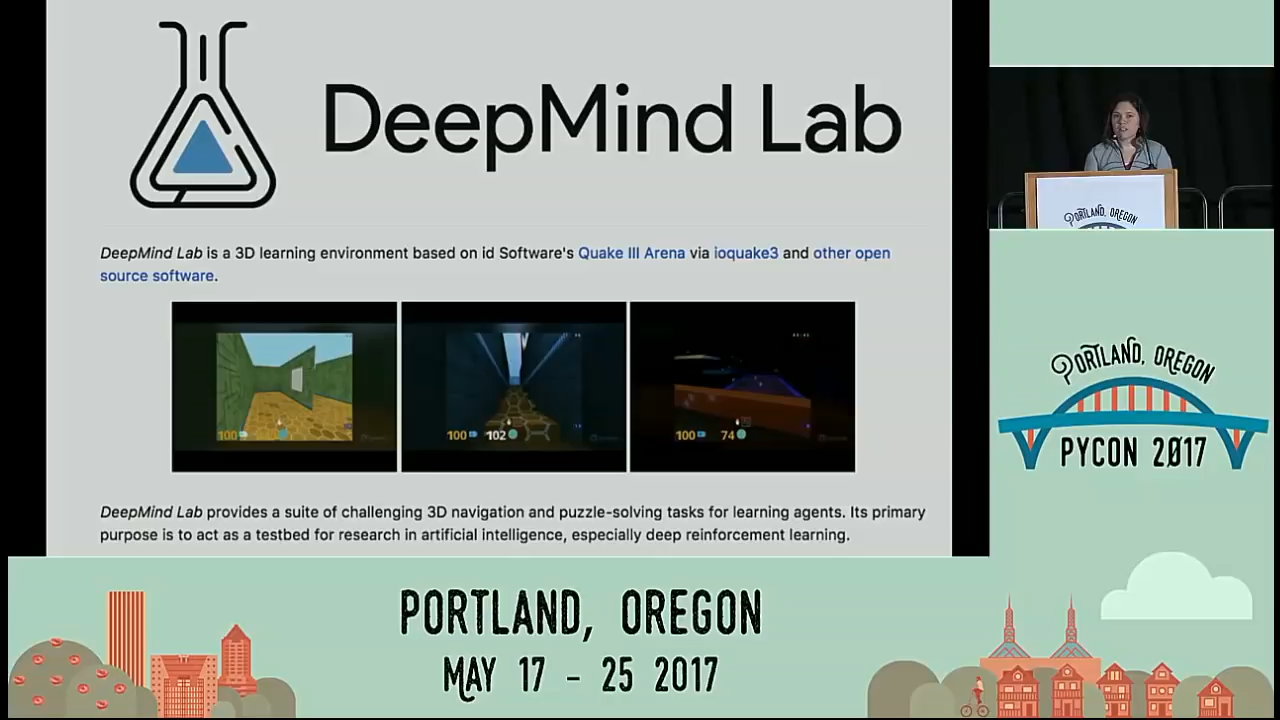 DeepMind Lab
DeepMind Lab is a 3D learning environment based on id Software's Quake III Arena via ioquake3 and other open
source software.
100
100 102
100 74
DeepMind Lab provides a suite of challenging 3D navigation and puzzle-solving tasks for learning agents. Its primary
purpose is to act as a testbed for research in artificial intelligence, especially deep reinforcement learning.
PORTLAND, OREGON
PORTLAND, OREGON
PYCON 2017
PORTLAND, OREGON
MAY 17 - 25 2017